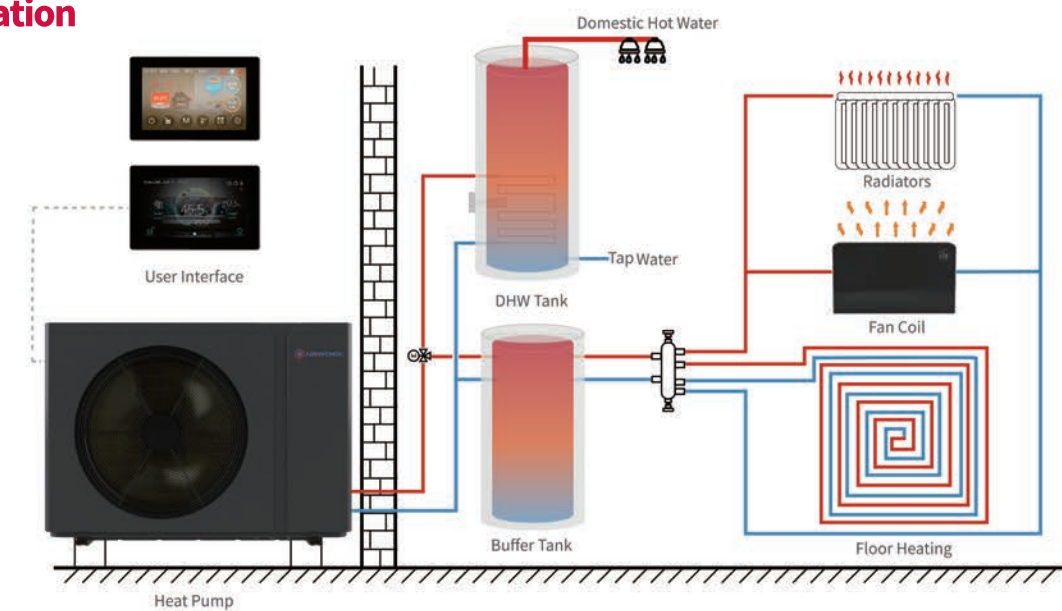 ation
Domestic Hot Water
User Interface
Tap Water
DHW Tank
Radiators
Fan Coil
Buffer Tank
Floor Heating
Heat Pump